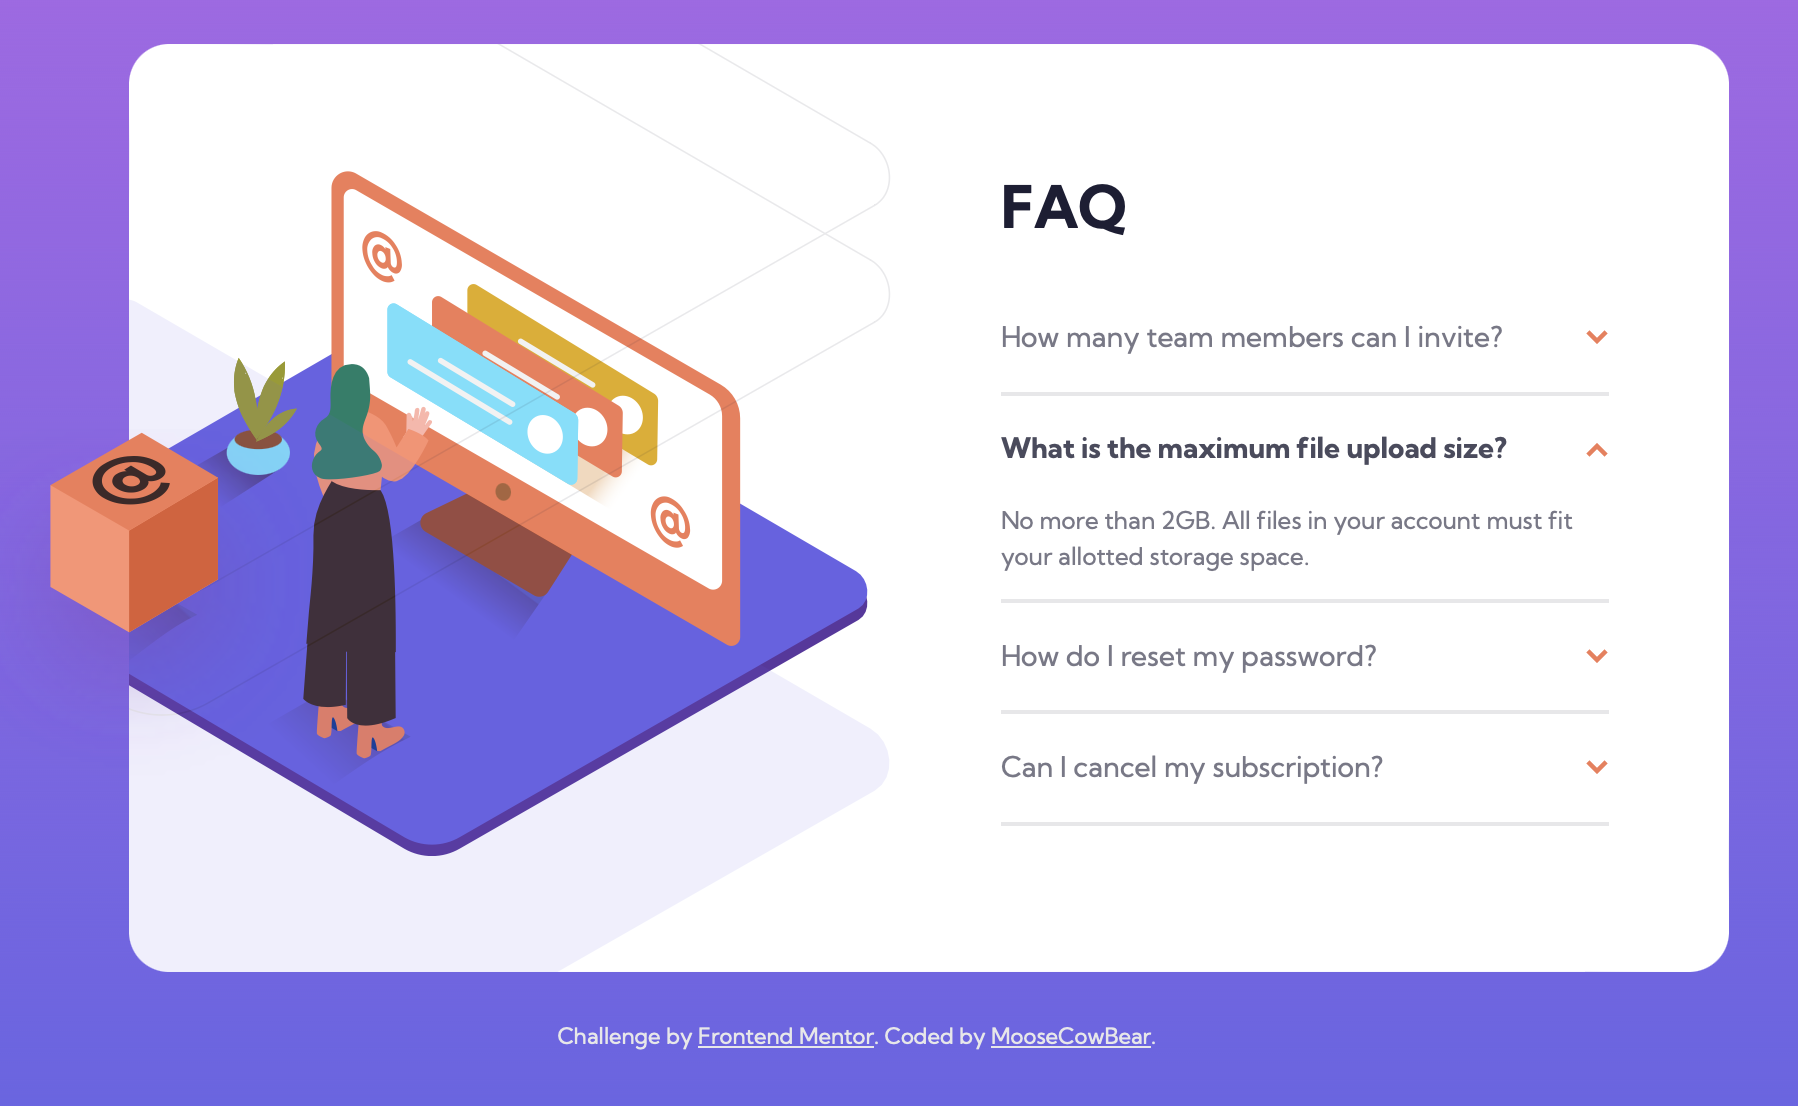 FAQ
How many team members can I invite?
What is the maximum file upload size?
No more than 2GB. All files in your account must fit
your allotted storage space.
How do I reset my password?
Can I cancel my subscription?
@
@
@
Challenge by Frontend Mentor. Coded by MooseCowBear.